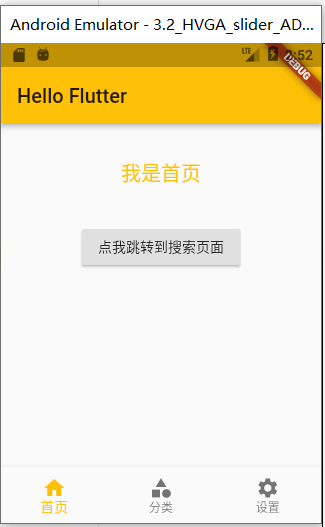 Android Emulator - 3.2_HVGA_slider_AD...
LTE
:52
DEBUG
Hello Flutter
我是首页
点我跳转到搜索页面
首页
分类
设置